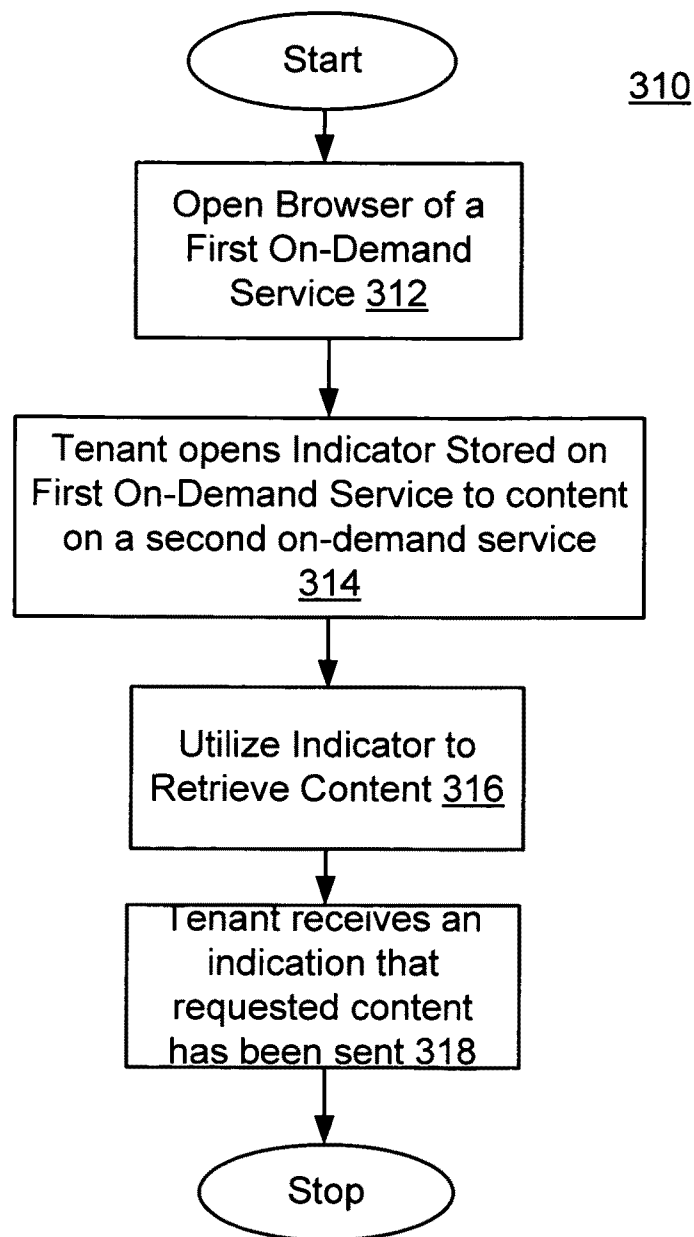 Start
310
Open Browser of a
First On-Demand
Service 312
Tenant opens Indicator Stored on
First On-Demand Service to content
on a second on-demand service
314
Utilize Indicator to
Retrieve Content 316
Tenant receives an
indication that
requested content
has been sent 318
Stop